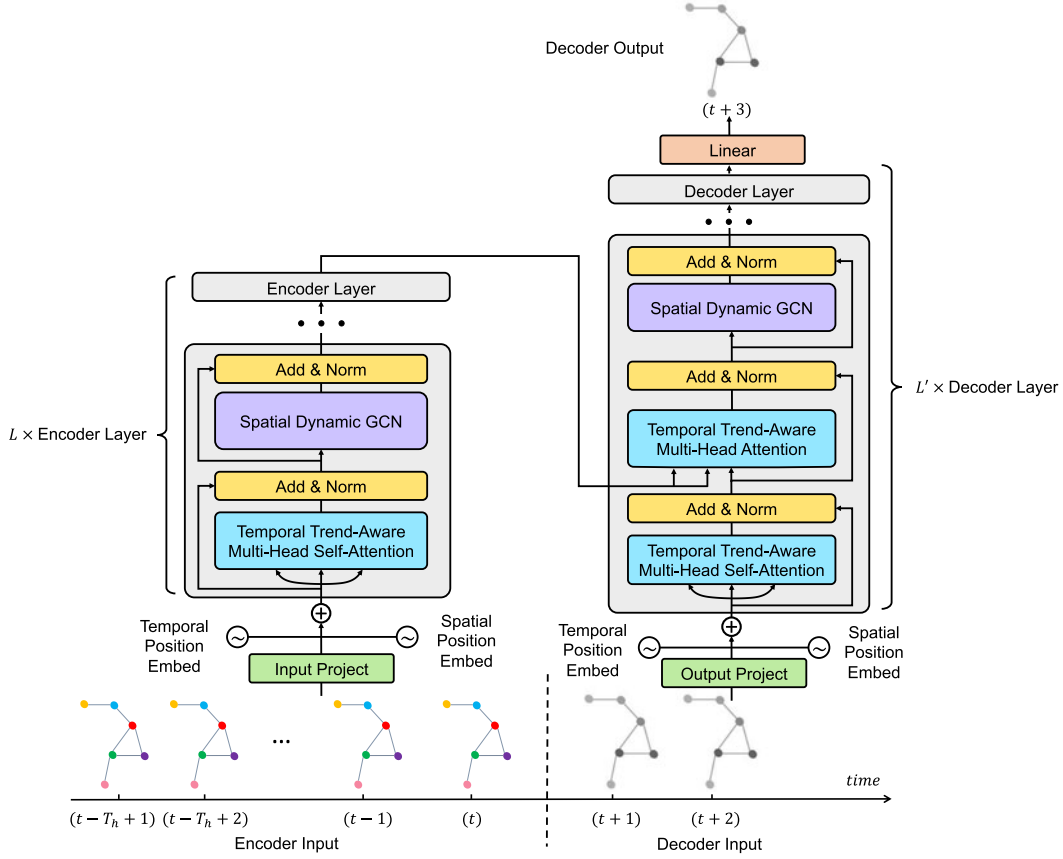 Decoder Output
(t + 3)
Linear
Decoder Layer
Add & Norm
Spatial Dynamic GCN
Add & Norm
Temporal Trend-Aware
Multi-Head Attention
Add & Norm
Temporal Trend-Aware
Multi-Head Self-Attention
L′ × Decoder Layer
Encoder Layer
Add & Norm
Spatial Dynamic GCN
Add & Norm
Temporal Trend-Aware
Multi-Head Self-Attention
L × Encoder Layer
Temporal
Position
Embed
Spatial
Position
Embed
Input Project
Temporal
Position
Embed
Spatial
Position
Embed
Output Project
...
time
(t − T_h + 1) (t − T_h + 2) (t − 1) (t) (t + 1) (t + 2)
Encoder Input Decoder Input